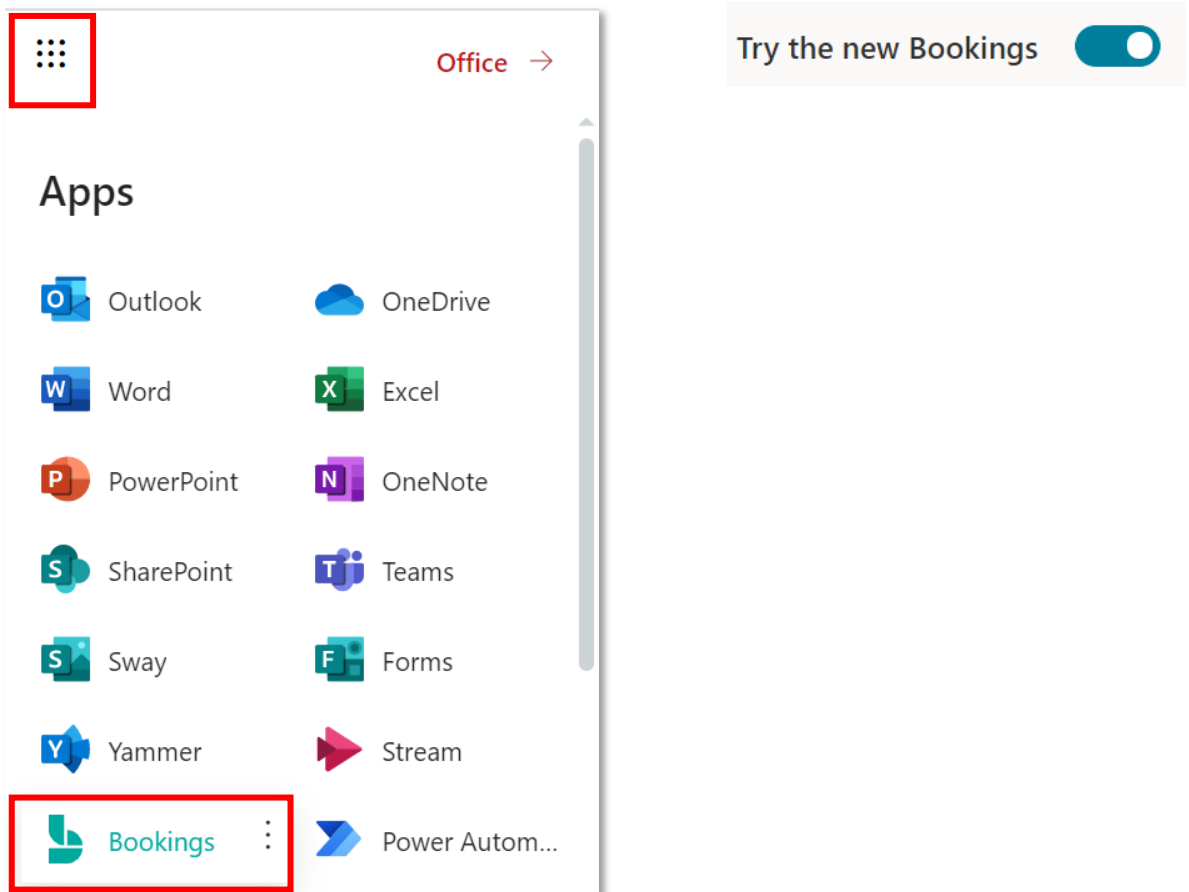 Office →
Try the new Bookings
Apps
O Outlook
OneDrive
W Word
X Excel
P PowerPoint
N OneNote
S SharePoint
T Teams
S Sway
F Forms
Y Yammer
Stream
Bookings
Power Autom...